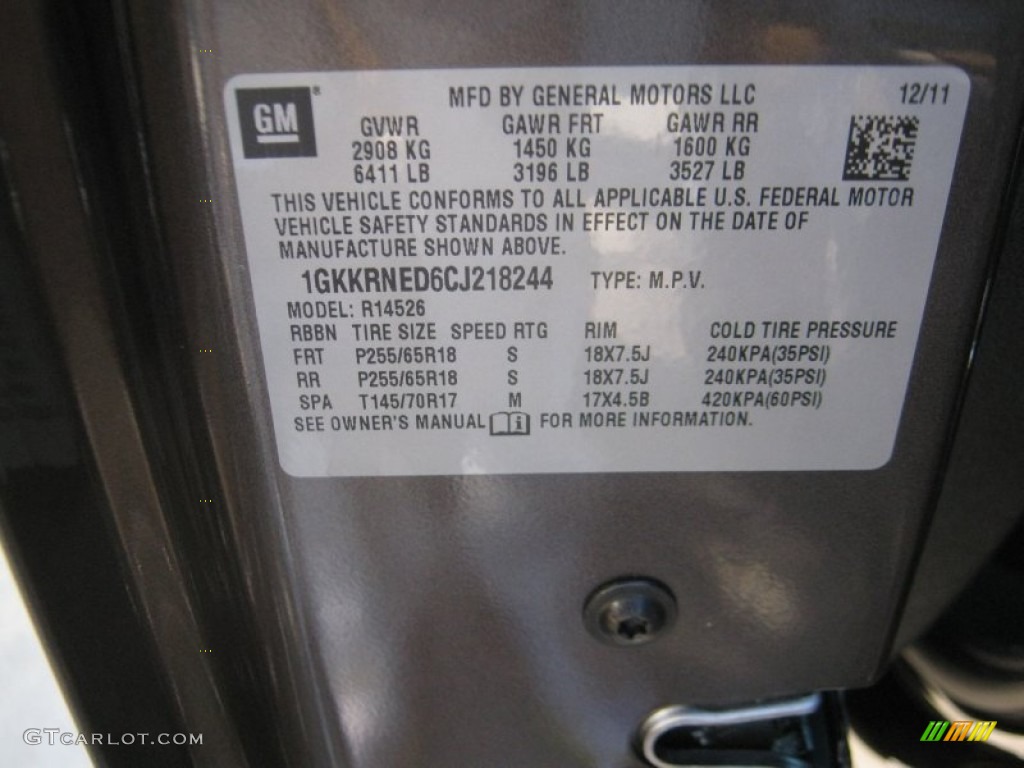 GM®
MFD BY GENERAL MOTORS LLC 12/11
GVWR GAWR FRT GAWR RR
2908 KG 1450 KG 1600 KG
6411 LB 3196 LB 3527 LB
THIS VEHICLE CONFORMS TO ALL APPLICABLE U.S. FEDERAL MOTOR
VEHICLE SAFETY STANDARDS IN EFFECT ON THE DATE OF
MANUFACTURE SHOWN ABOVE.
1GKKRNED6CJ218244 TYPE: M.P.V.
MODEL: R14526
RBBN TIRE SIZE SPEED RTG RIM COLD TIRE PRESSURE
FRT P255/65R18 S 18X7.5J 240KPA(35PSI)
RR P255/65R18 S 18X7.5J 240KPA(35PSI)
SPA T145/70R17 M 17X4.5B 420KPA(60PSI)
SEE OWNER'S MANUAL i FOR MORE INFORMATION.
GTCARLOT.COM